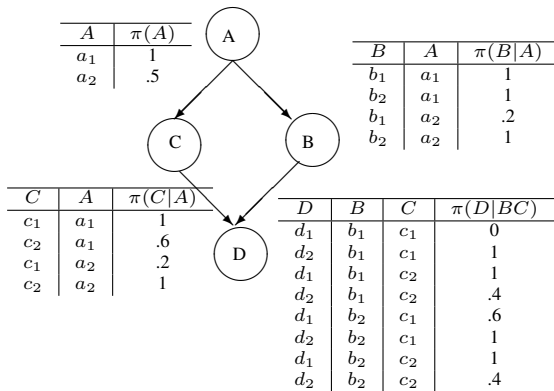 A π(A)
a₁ 1
a₂ .5
A
B A π(B|A)
b₁ a₁ 1
b₂ a₁ 1
b₁ a₂ .2
b₂ a₂ 1
C
B
C A π(C|A)
c₁ a₁ 1
c₂ a₁ .6
c₁ a₂ .2
c₂ a₂ 1
D
D B C π(D|BC)
d₁ b₁ c₁ 0
d₂ b₁ c₁ 1
d₁ b₁ c₂ 1
d₂ b₁ c₂ .4
d₁ b₂ c₁ .6
d₂ b₂ c₁ 1
d₁ b₂ c₂ 1
d₂ b₂ c₂ .4